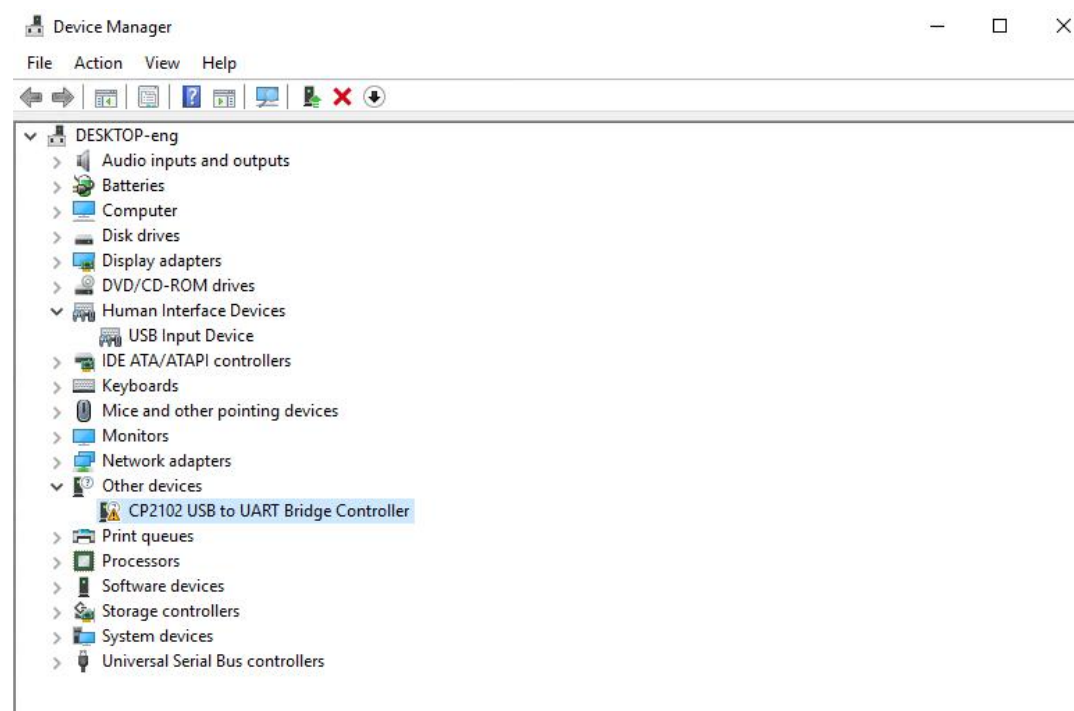 Device Manager
File Action View Help
DESKTOP-eng
Audio inputs and outputs
Batteries
Computer
Disk drives
Display adapters
DVD/CD-ROM drives
Human Interface Devices
USB Input Device
IDE ATA/ATAPI controllers
Keyboards
Mice and other pointing devices
Monitors
Network adapters
Other devices
CP2102 USB to UART Bridge Controller
Print queues
Processors
Software devices
Storage controllers
System devices
Universal Serial Bus controllers